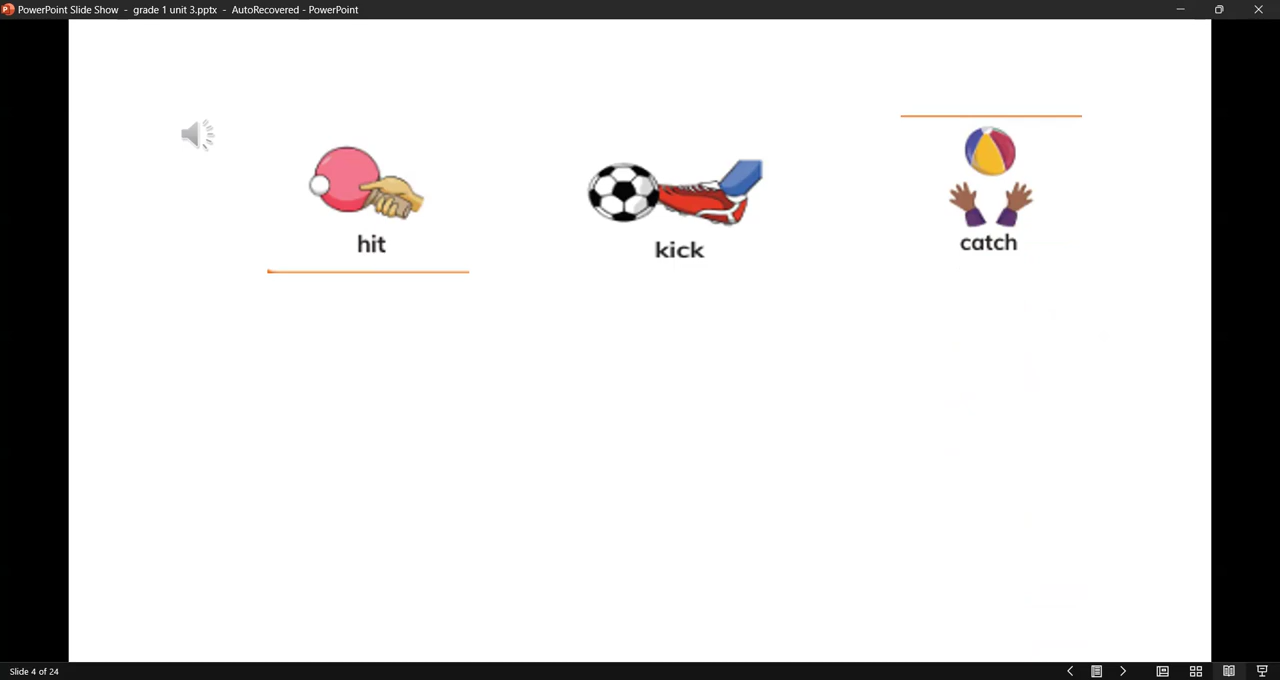 PowerPoint Slide Show - grade 1 unit 3.pptx - AutoRecovered - PowerPoint
hit
kick
catch
Slide 4 of 24